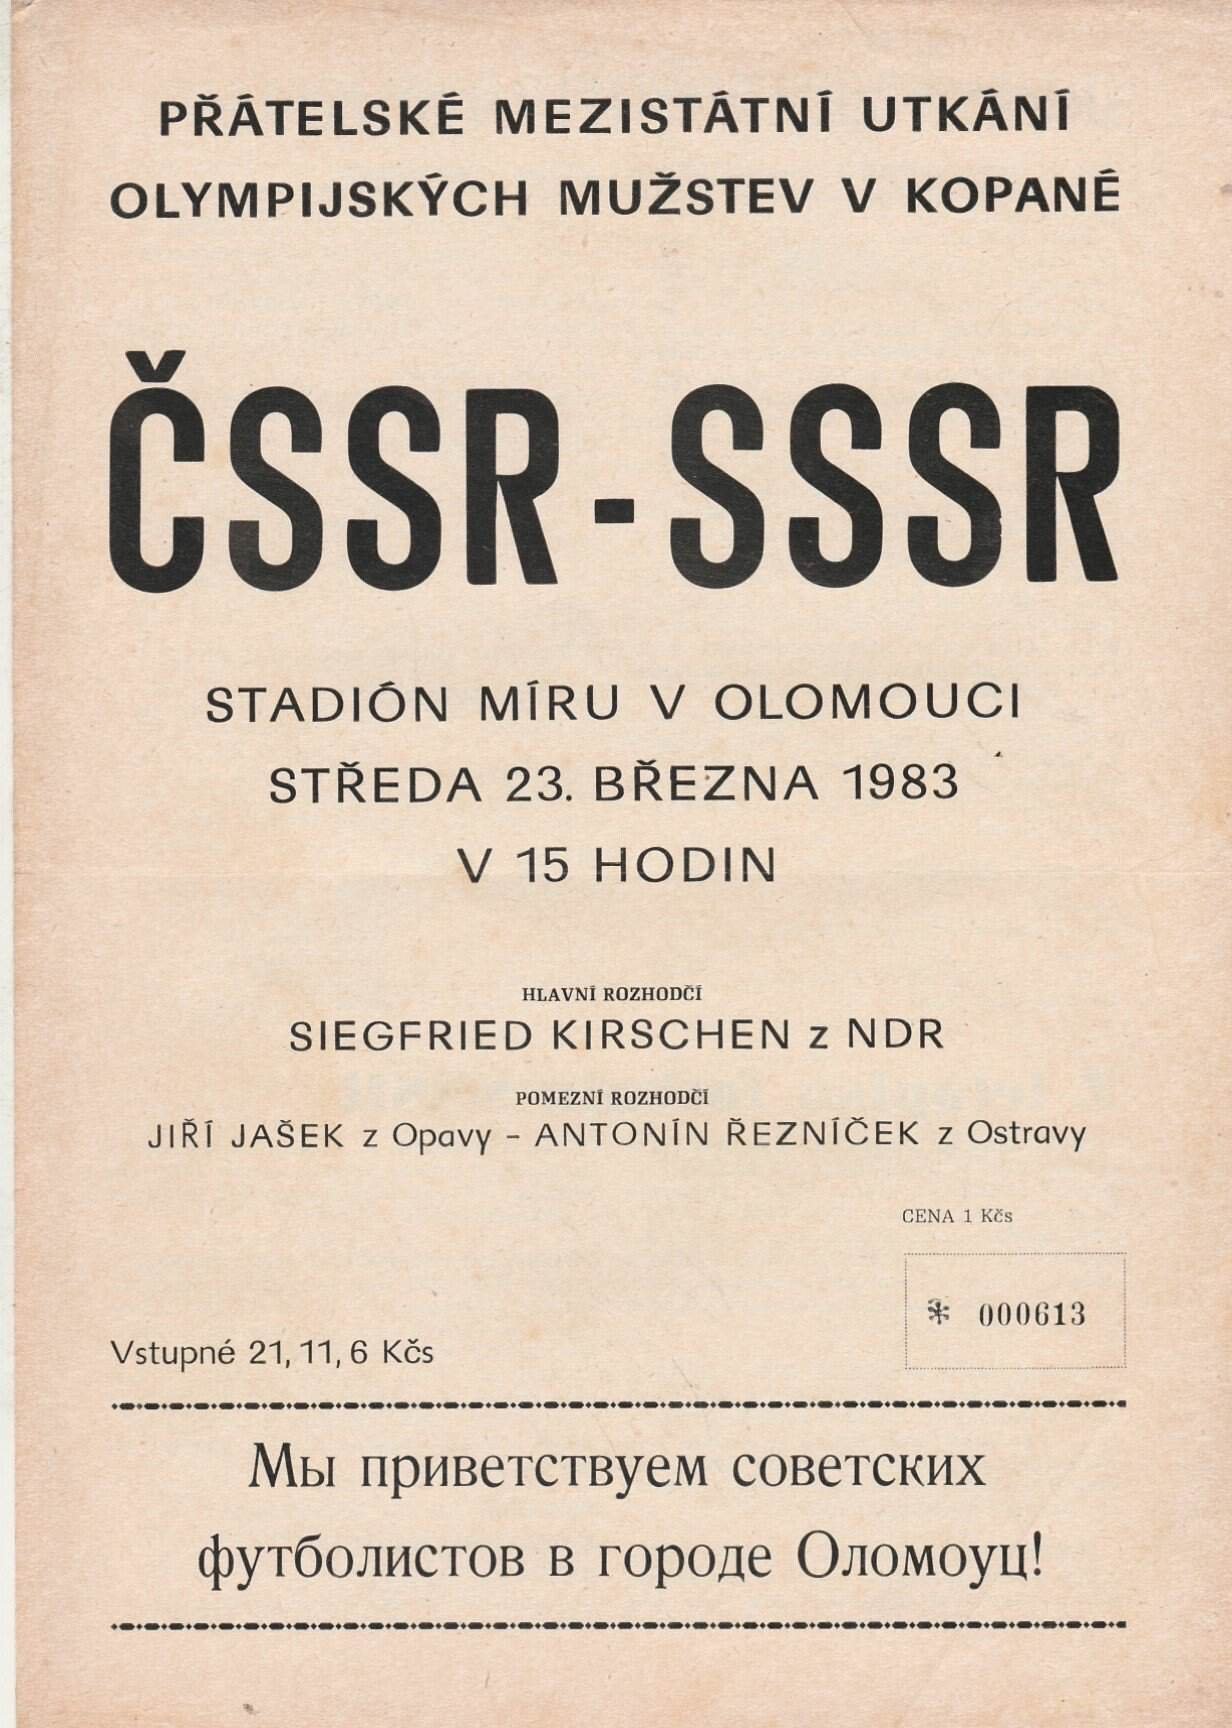 PŘÁTELSKÉ MEZISTÁTNÍ UTKÁNÍ
OLYMPIJSKÝCH MUŽSTEV V KOPANÉ
ČSSR - SSSR
STADIÓN MÍRU V OLOMOUCI
STŘEDA 23. BŘEZNA 1983
V 15 HODIN
HLAVNÍ ROZHODČÍ
SIEGFRIED KIRSCHEN z NDR
POMEZNÍ ROZHODČÍ
JIŘÍ JAŠEK z Opavy – ANTONÍN ŘEZNÍČEK z Ostravy
CENA 1 Kčs
* 000613
Vstupné 21, 11, 6 Kčs
Мы приветствуем советских
футболистов в городе Оломоуц!